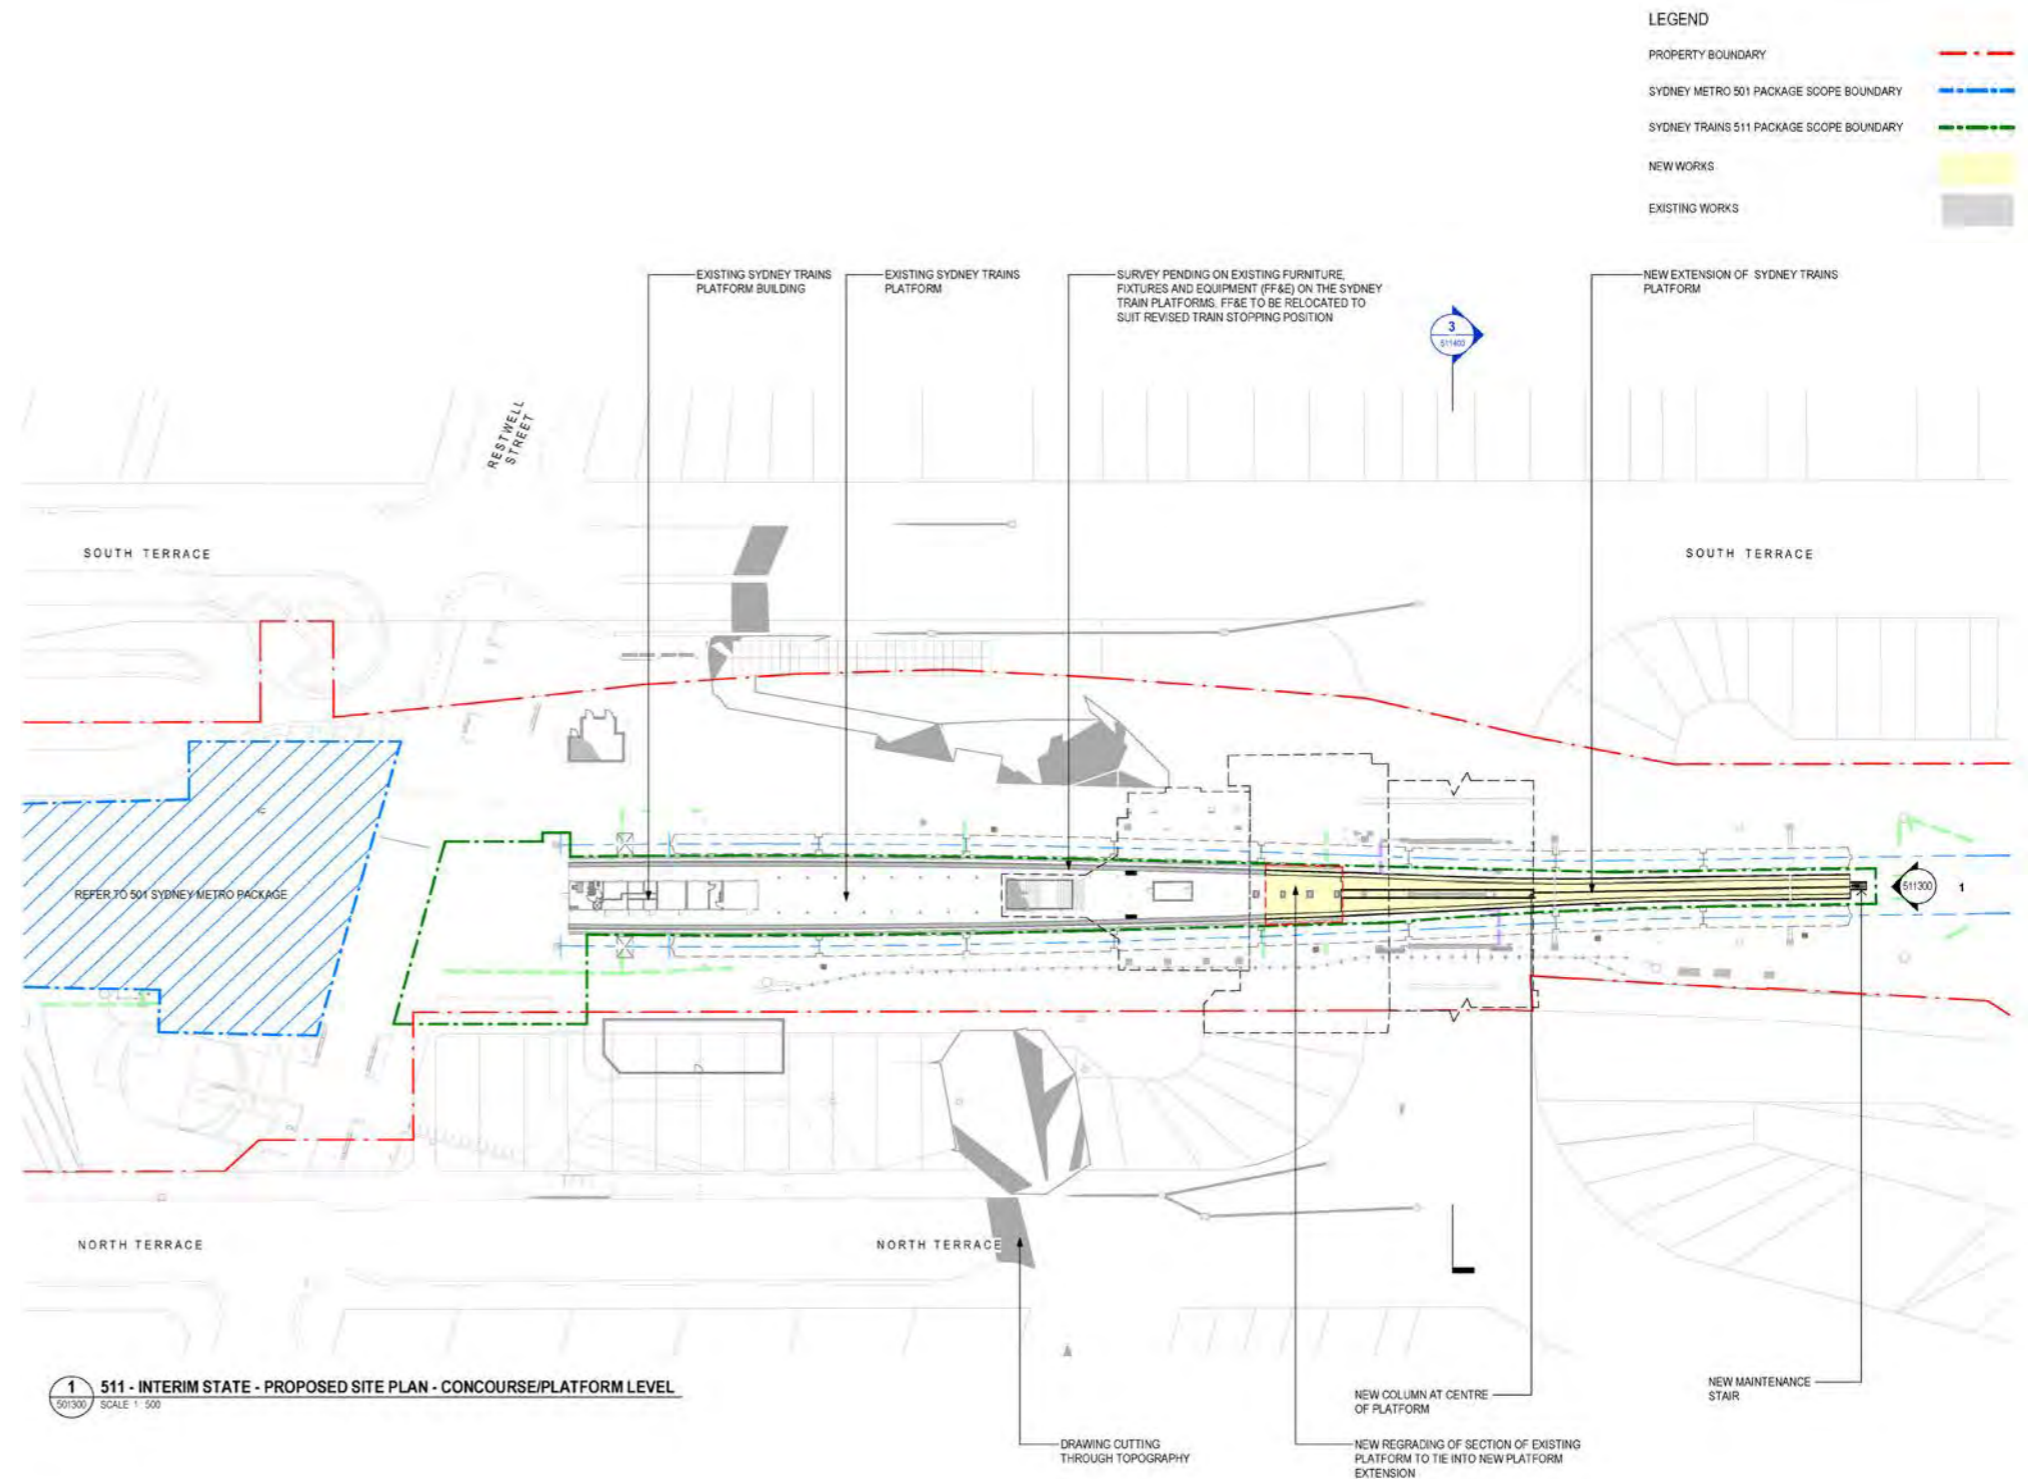 LEGEND
PROPERTY BOUNDARY
SYDNEY METRO 501 PACKAGE SCOPE BOUNDARY
SYDNEY TRAINS 511 PACKAGE SCOPE BOUNDARY
NEW WORKS
EXISTING WORKS
EXISTING SYDNEY TRAINS
PLATFORM BUILDING
EXISTING SYDNEY TRAINS
PLATFORM
SURVEY PENDING ON EXISTING FURNITURE,
FIXTURES AND EQUIPMENT (FF&E) ON THE SYDNEY
TRAIN PLATFORMS. FF&E TO BE RELOCATED TO
SUIT REVISED TRAIN STOPPING POSITION
NEW EXTENSION OF SYDNEY TRAINS
PLATFORM
3
511400
RESTWELL
STREET
SOUTH TERRACE
SOUTH TERRACE
REFER TO 501 SYDNEY METRO PACKAGE
511300
1
NORTH TERRACE
NORTH TERRACE
1
501300
511 - INTERIM STATE - PROPOSED SITE PLAN - CONCOURSE/PLATFORM LEVEL
SCALE 1 : 500
NEW MAINTENANCE
STAIR
NEW COLUMN AT CENTRE
OF PLATFORM
DRAWING CUTTING
THROUGH TOPOGRAPHY
NEW REGRADING OF SECTION OF EXISTING
PLATFORM TO TIE INTO NEW PLATFORM
EXTENSION